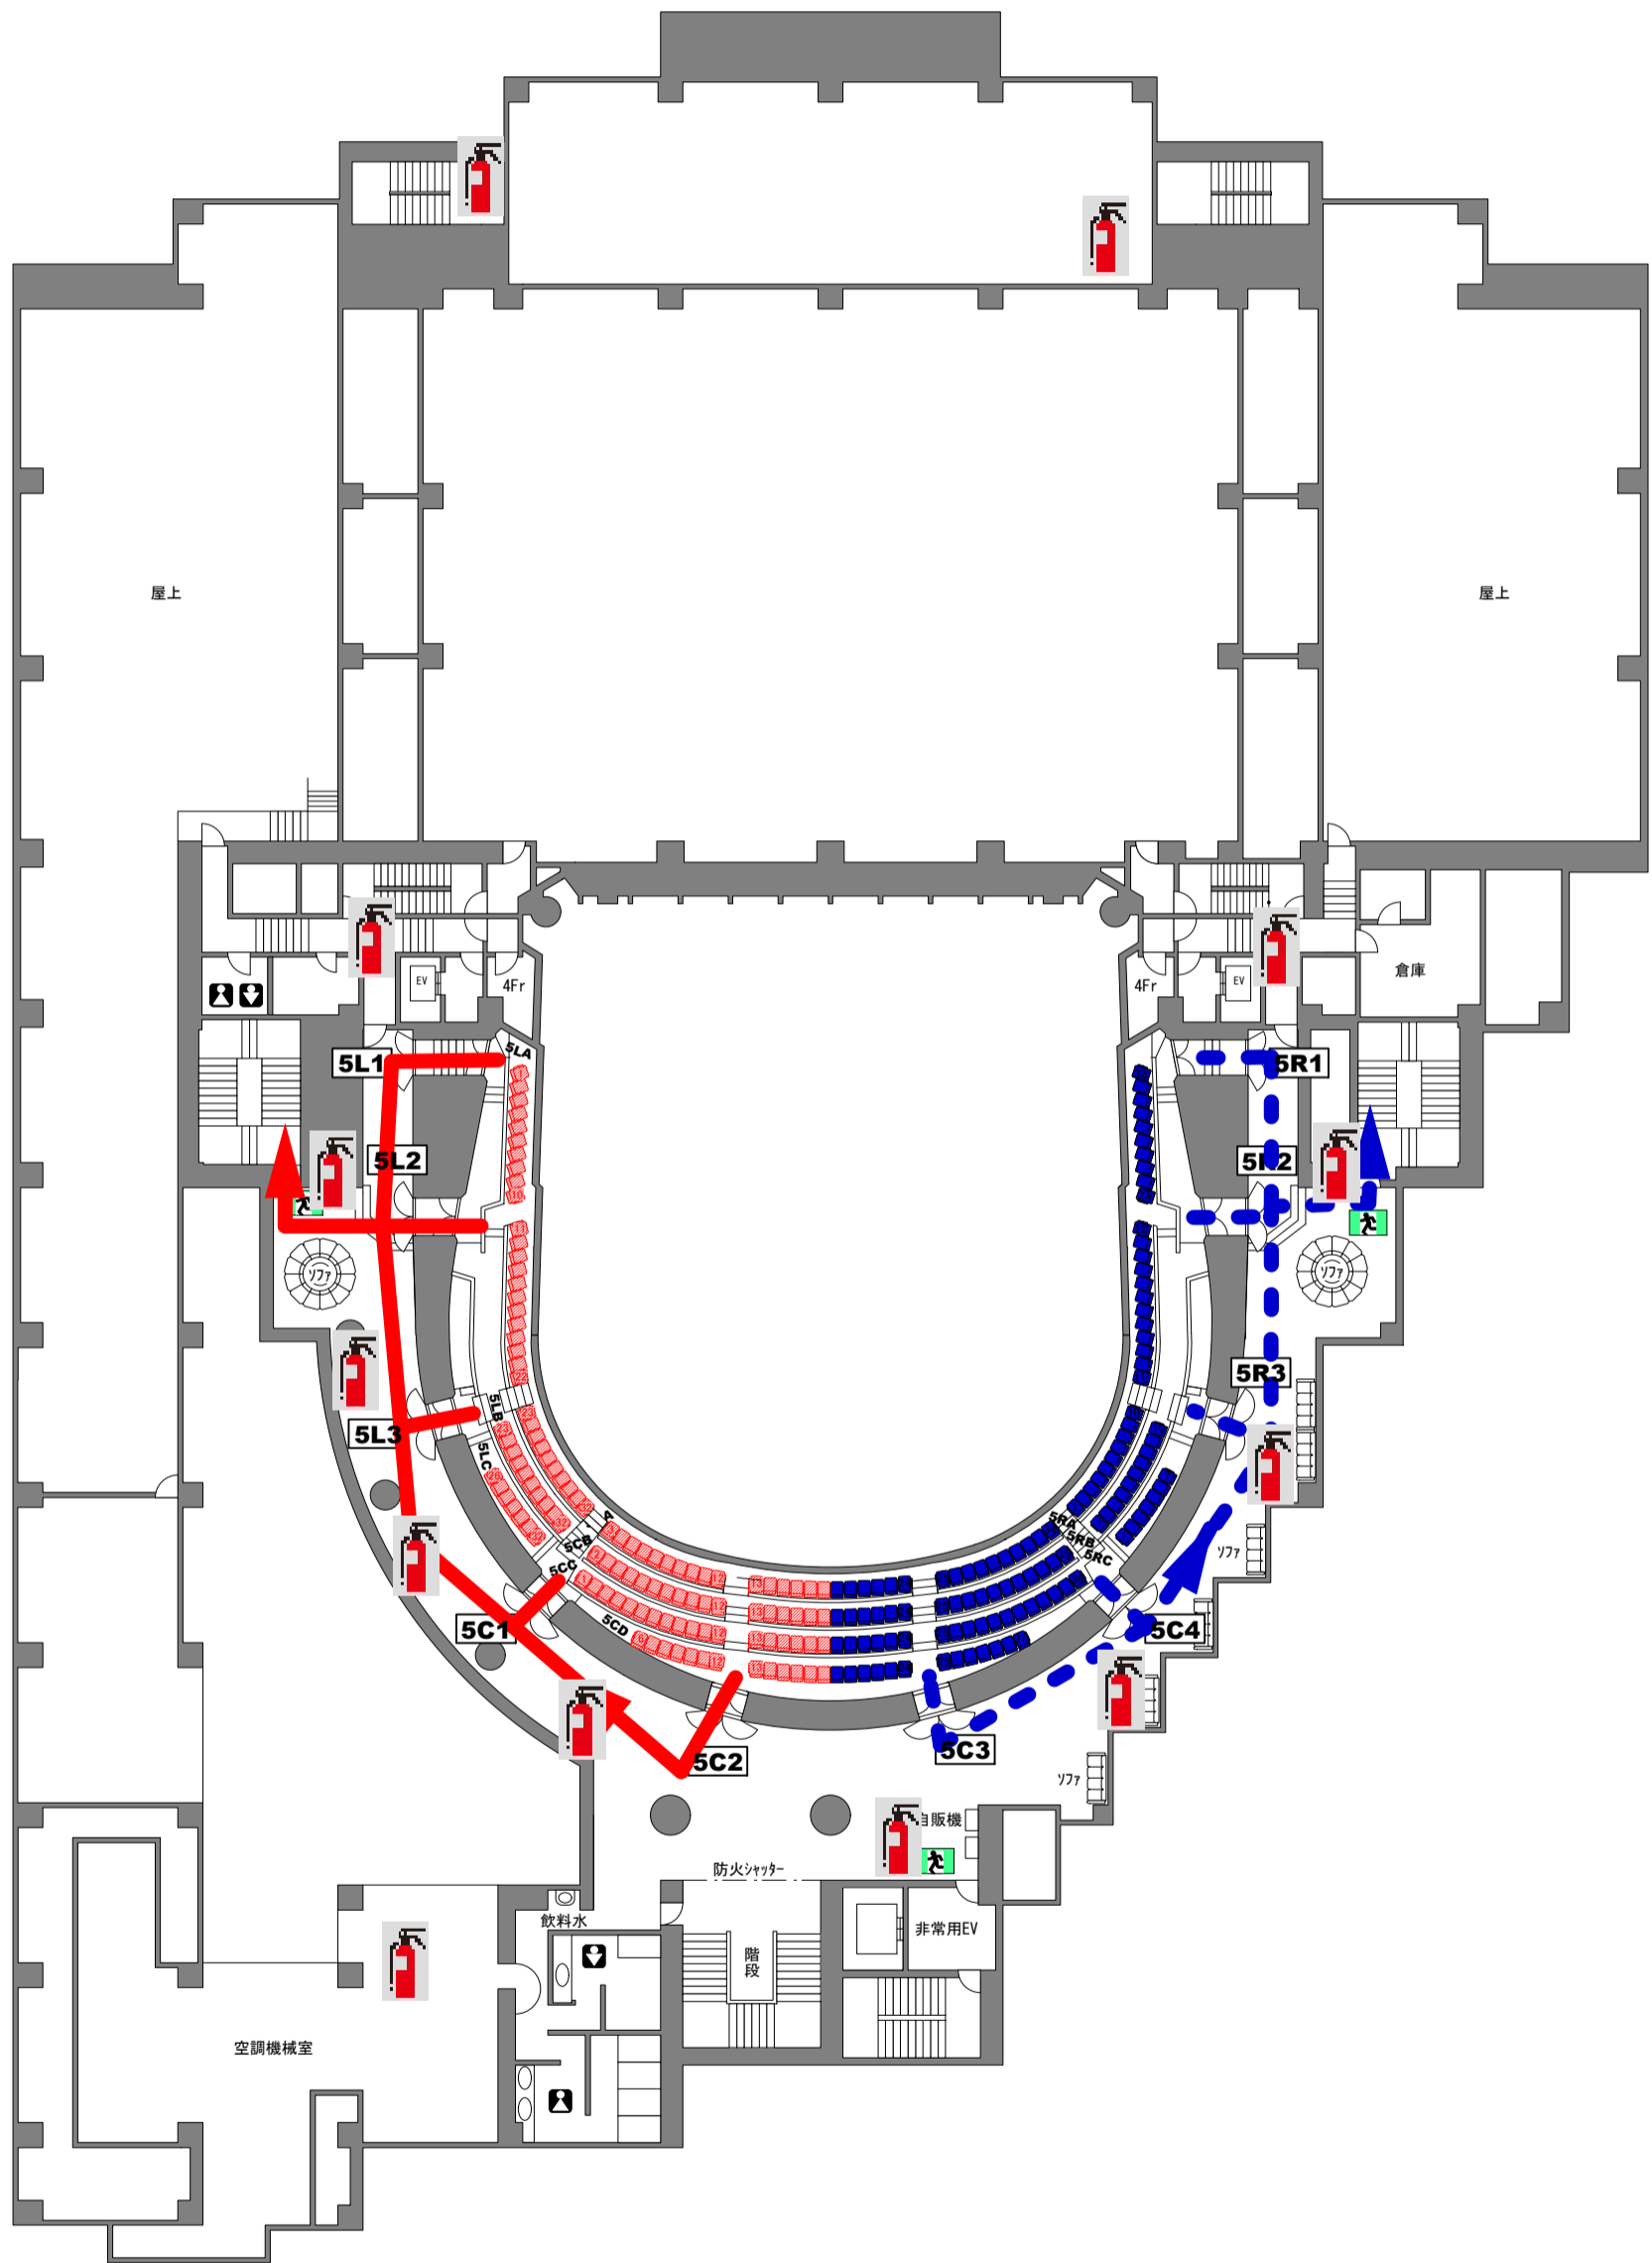 屋上
屋上
EV
4Fr
4Fr
EV
倉庫
5L1
5LA
5R1
5L2
5R2
ソファ
ソファ
5R3
5LB
5L3
5LC
A
5CB
5CC
5RA
5RB
5RC
ソファ
5C1
5CD
5C4
5C2
5C3
ソファ
自販機
防火シャッター
飲料水
階段
非常用EV
空調機械室